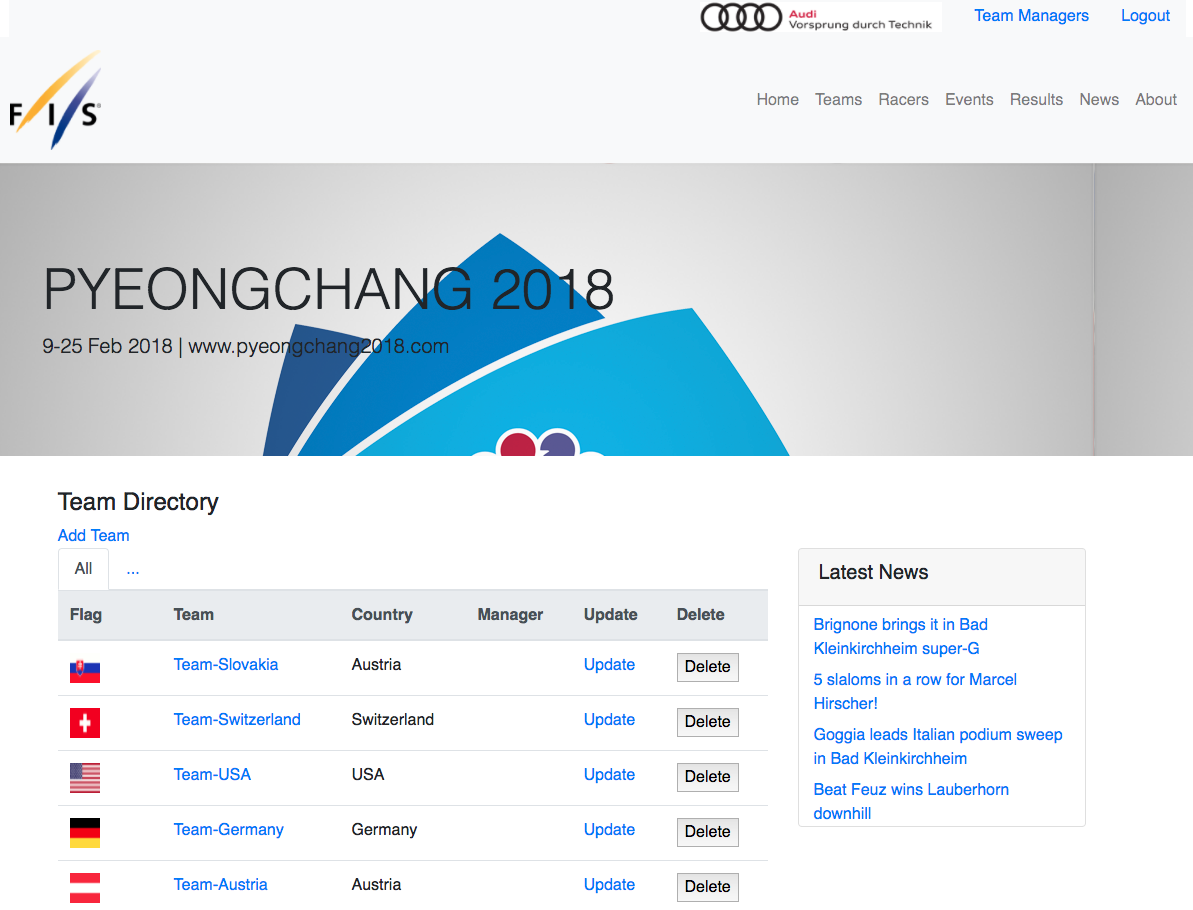 Audi
Vorsprung durch Technik
Team Managers Logout
FIS®
Home Teams Racers Events Results News About
PYEONGCHANG 2018
9-25 Feb 2018 | www.pyeongchang2018.com
Team Directory
Add Team
All ...
Flag Team Country Manager Update Delete
Team-Slovakia Austria Update Delete
Team-Switzerland Switzerland Update Delete
Team-USA USA Update Delete
Team-Germany Germany Update Delete
Team-Austria Austria Update Delete
Latest News
Brignone brings it in Bad
Kleinkirchheim super-G
5 slaloms in a row for Marcel
Hirscher!
Goggia leads Italian podium sweep
in Bad Kleinkirchheim
Beat Feuz wins Lauberhorn
downhill